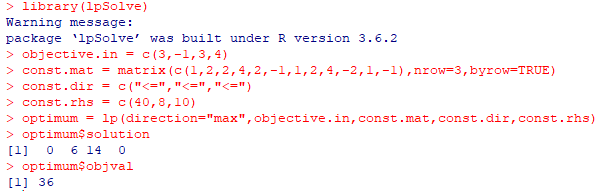 > library(lpSolve)
Warning message:
package ‘lpSolve’ was built under R version 3.6.2
> objective.in = c(3,-1,3,4)
> const.mat = matrix(c(1,2,2,4,2,-1,1,2,4,-2,1,-1),nrow=3,byrow=TRUE)
> const.dir = c("<=","<=","<=")
> const.rhs = c(40,8,10)
> optimum = lp(direction="max",objective.in,const.mat,const.dir,const.rhs)
> optimum$solution
[1]  0  6 14  0
> optimum$objval
[1] 36